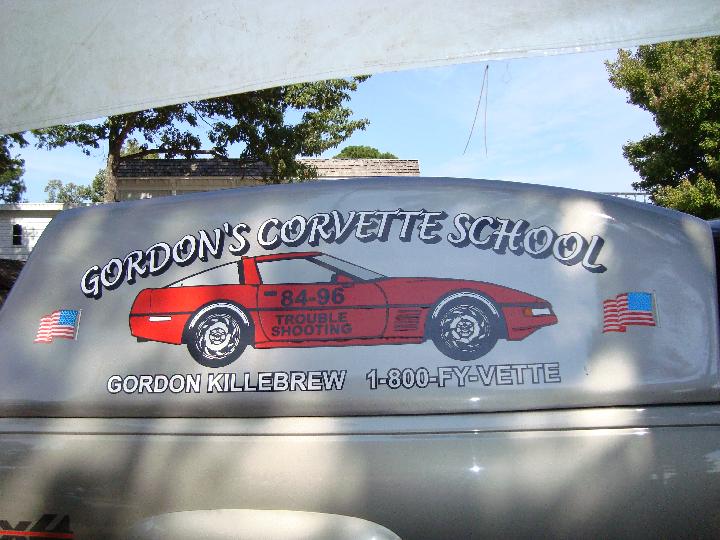 GORDON'S CORVETTE SCHOOL
84-96
TROUBLE
SHOOTING
GORDON KILLEBREW 1-800-FY-VETTE